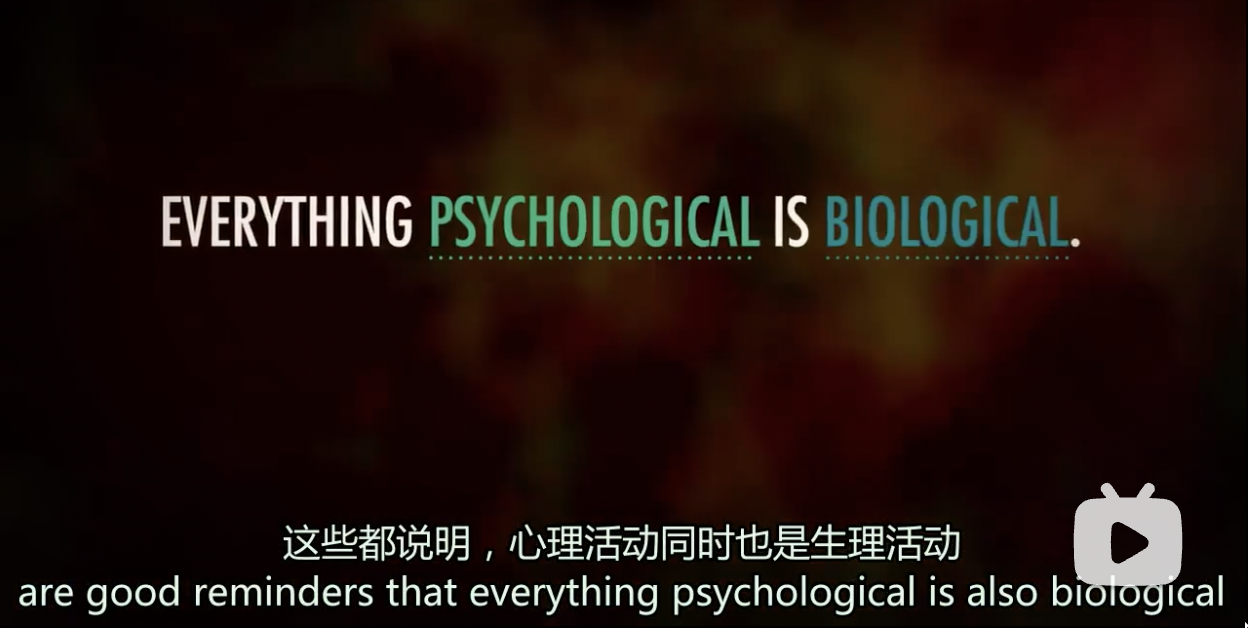 EVERYTHING PSYCHOLOGICAL IS BIOLOGICAL.
这些都说明，心理活动同时也是生理活动
are good reminders that everything psychological is also biological